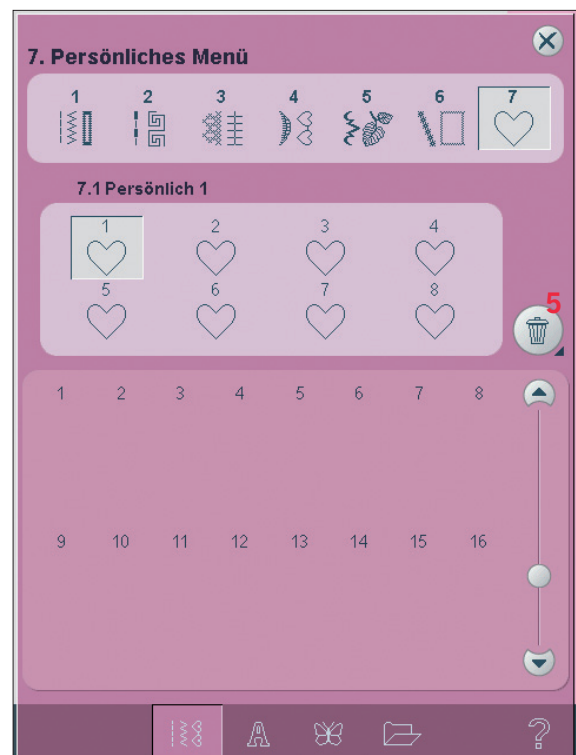 7. Persönliches Menü
1 2 3 4 5 6 7
7.1 Persönlich 1
1 2 3 4
5 6 7 8
5
1 2 3 4 5 6 7 8
9 10 11 12 13 14 15 16
A ?